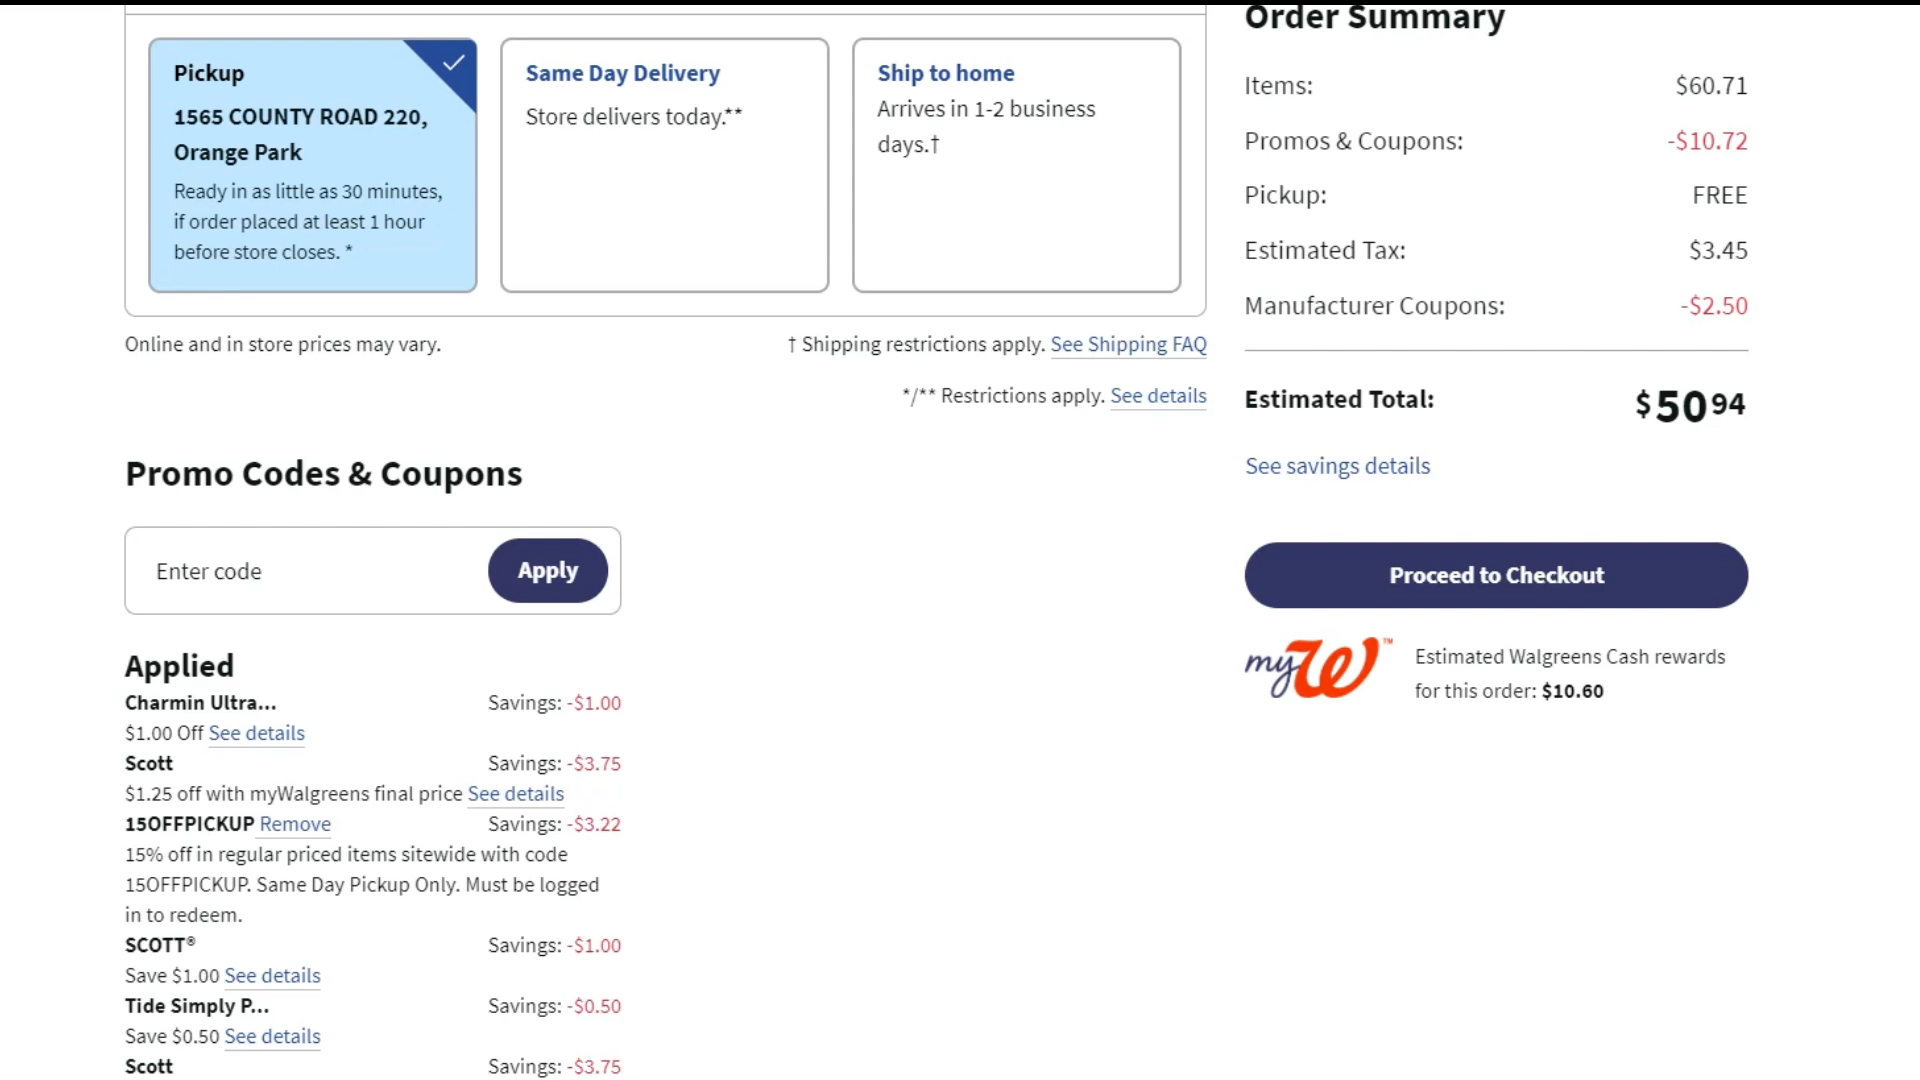 Order Summary
Pickup
1565 COUNTY ROAD 220,
Orange Park
Ready in as little as 30 minutes,
if order placed at least 1 hour
before store closes. *
Same Day Delivery
Store delivers today.**
Ship to home
Arrives in 1-2 business
days.†
Items: $60.71
Promos & Coupons: -$10.72
Pickup: FREE
Estimated Tax: $3.45
Manufacturer Coupons: -$2.50
Online and in store prices may vary.
† Shipping restrictions apply. See Shipping FAQ
*/** Restrictions apply. See details
Estimated Total: $50 94
See savings details
Proceed to Checkout
myW™
Estimated Walgreens Cash rewards
for this order: $10.60
Promo Codes & Coupons
Enter code Apply
Applied
Charmin Ultra... Savings: -$1.00
$1.00 Off See details
Scott Savings: -$3.75
$1.25 off with myWalgreens final price See details
15OFFPICKUP Remove Savings: -$3.22
15% off in regular priced items sitewide with code
15OFFPICKUP. Same Day Pickup Only. Must be logged
in to redeem.
SCOTT® Savings: -$1.00
Save $1.00 See details
Tide Simply P... Savings: -$0.50
Save $0.50 See details
Scott Savings: -$3.75